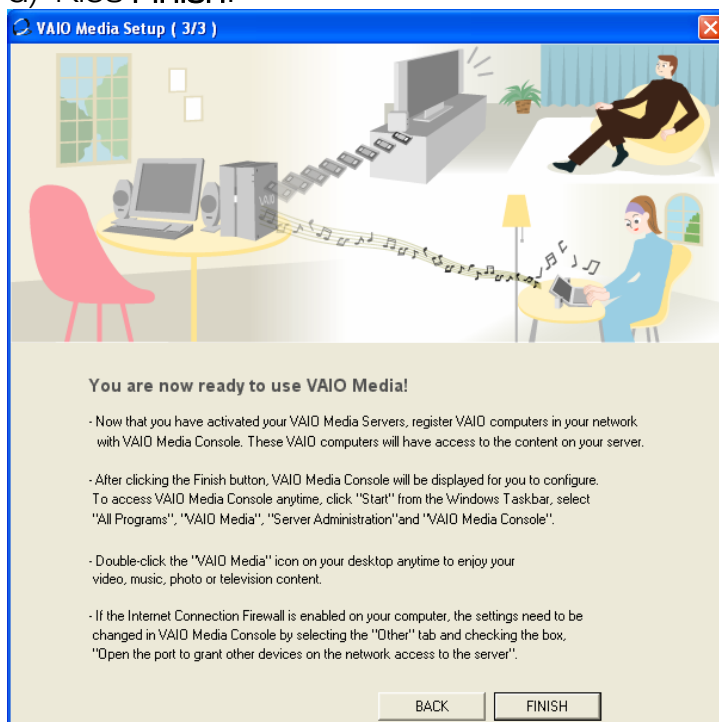 d) Kies Finish.
VAIO Media Setup ( 3/3 )
VAIO
You are now ready to use VAIO Media!
- Now that you have activated your VAIO Media Servers, register VAIO computers in your network
with VAIO Media Console. These VAIO computers will have access to the content on your server.
- After clicking the Finish button, VAIO Media Console will be displayed for you to configure.
To access VAIO Media Console anytime, click "Start" from the Windows Taskbar, select
"All Programs", "VAIO Media", "Server Administration"and "VAIO Media Console".
- Double-click the "VAIO Media" icon on your desktop anytime to enjoy your
video, music, photo or television content.
- If the Internet Connection Firewall is enabled on your computer, the settings need to be
changed in VAIO Media Console by selecting the "Other" tab and checking the box,
"Open the port to grant other devices on the network access to the server".
BACK FINISH